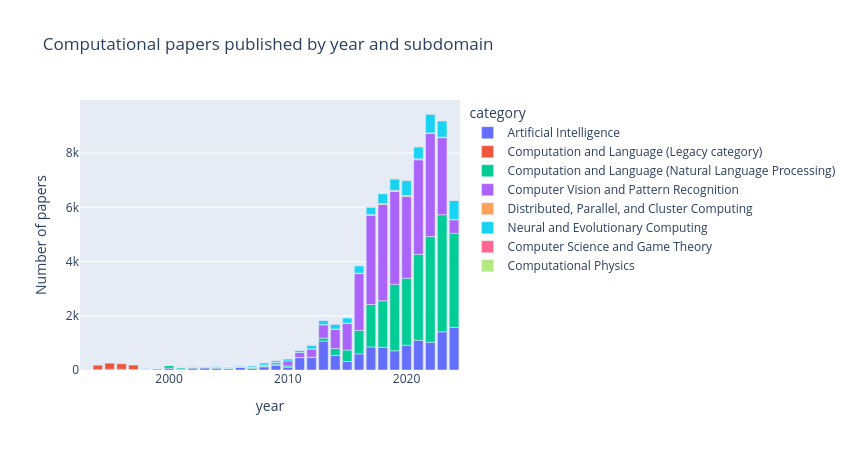 Computational papers published by year and subdomain
category
Artificial Intelligence
Computation and Language (Legacy category)
Computation and Language (Natural Language Processing)
Computer Vision and Pattern Recognition
Distributed, Parallel, and Cluster Computing
Neural and Evolutionary Computing
Computer Science and Game Theory
Computational Physics
Number of papers
8k
6k
4k
2k
0
2000
2010
2020
year